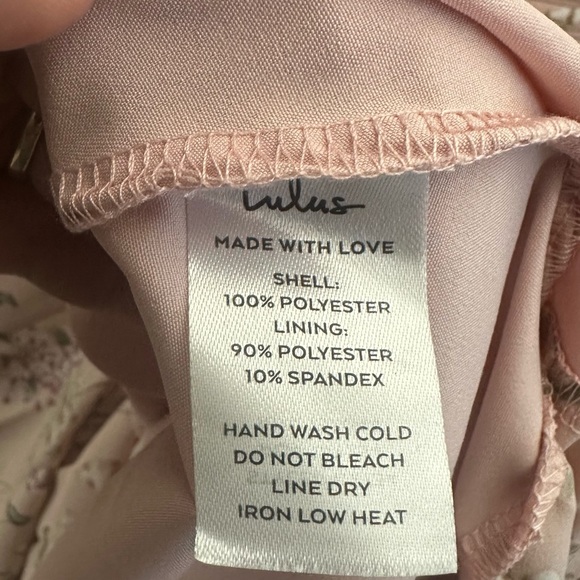 Lulus
MADE WITH LOVE
SHELL:
100% POLYESTER
LINING:
90% POLYESTER
10% SPANDEX
HAND WASH COLD
DO NOT BLEACH
LINE DRY
IRON LOW HEAT